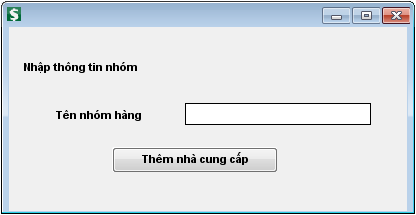 Nhập thông tin nhóm
Tên nhóm hàng
Thêm nhà cung cấp